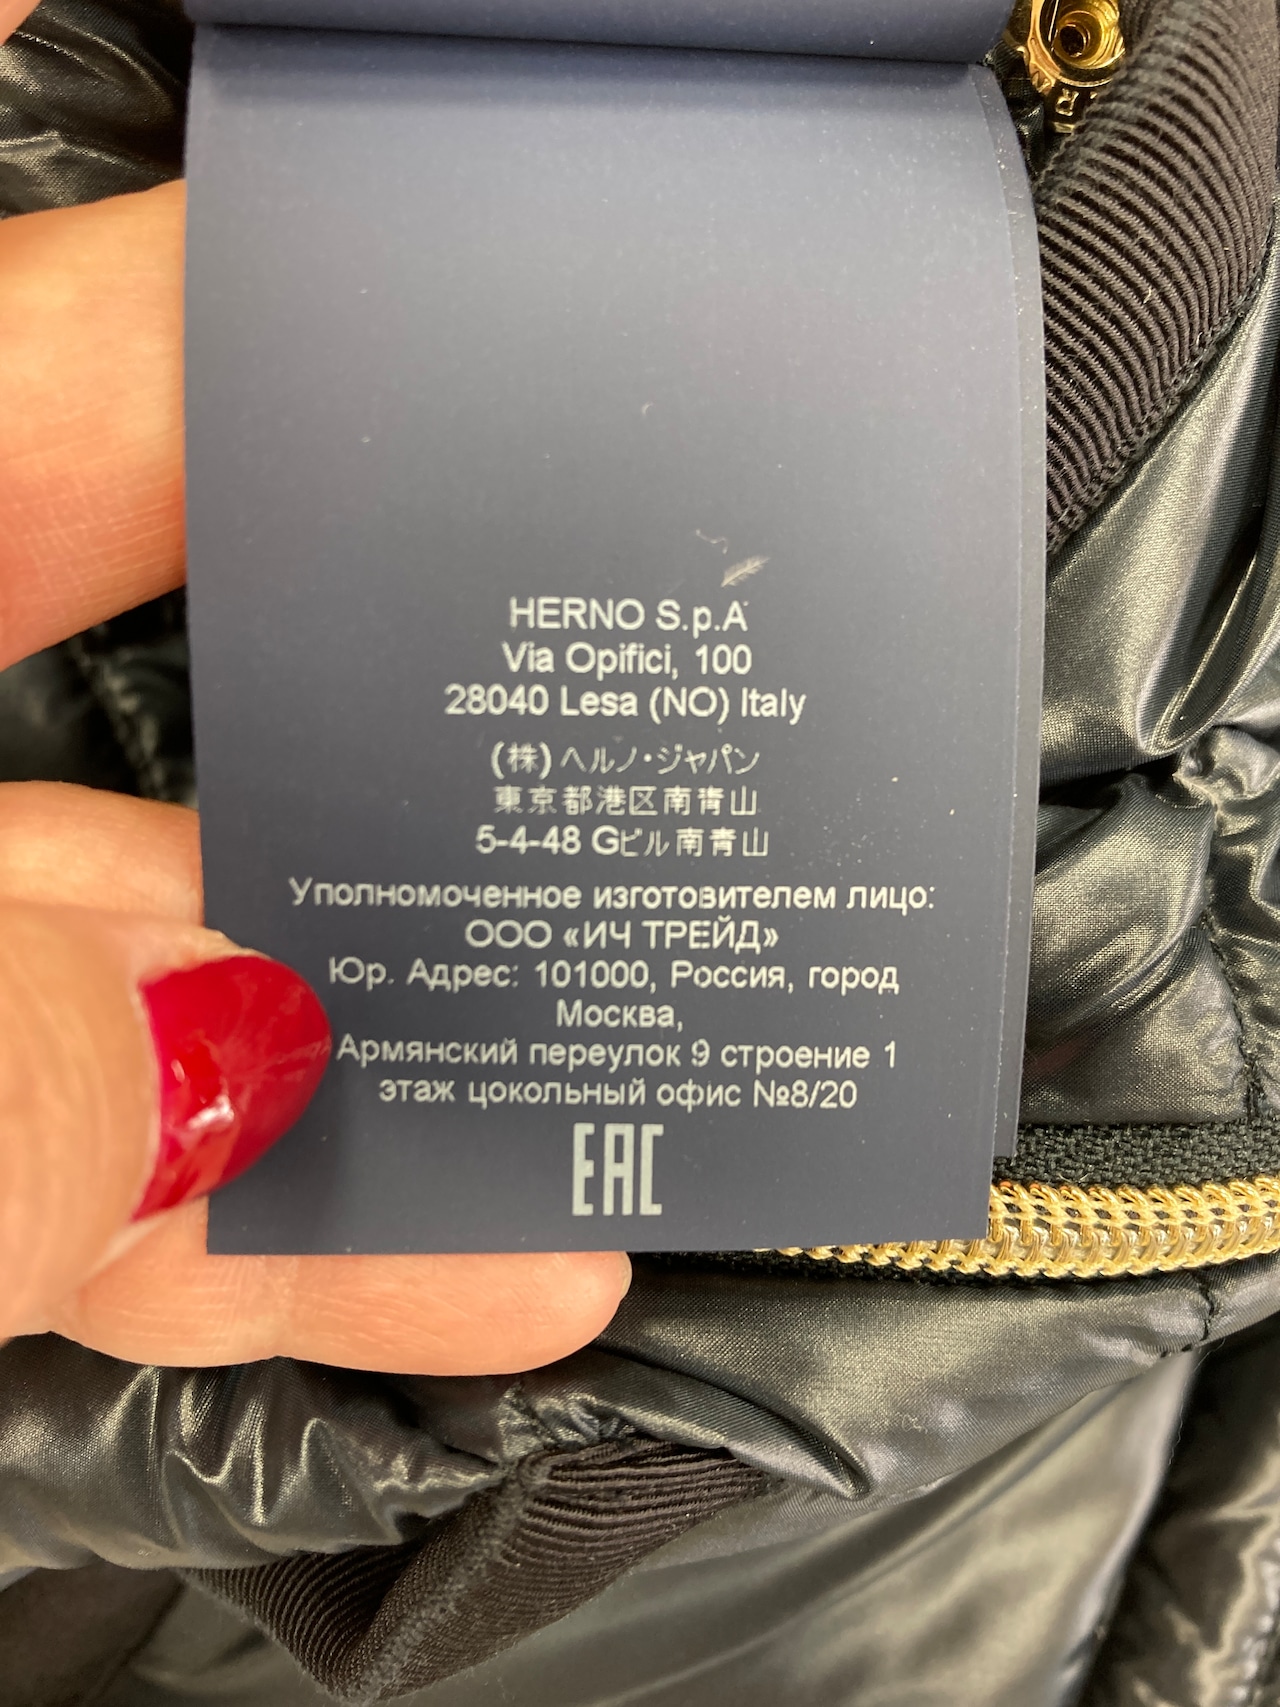 HERNO S.p.A
Via Opifici, 100
28040 Lesa (NO) Italy
(株)ヘルノ・ジャパン
東京都港区南青山
5-4-48 Gビル南青山
Уполномоченное изготовителем лицо:
ООО «ИЧ ТРЕЙД»
Юр. Адрес: 101000, Россия, город
Москва,
Армянский переулок 9 строение 1
этаж цокольный офис №8/20
EAC